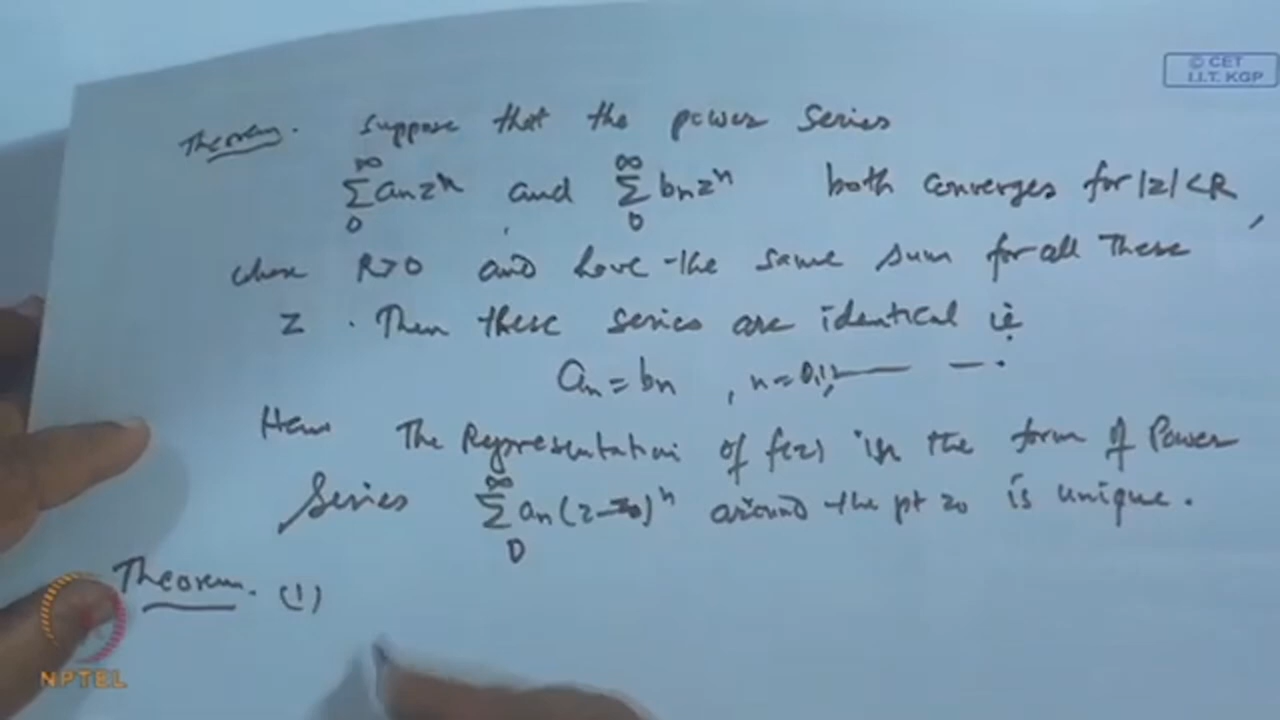 © CET
I.I.T. KGP
Theorem. Suppose that the power series
∞ ∑ 0 anzⁿ and ∞ ∑ 0 bnzⁿ both converges for |z|<R,
where R>0 and have the same sum for all these
z. Then these series are identical ie
an = bn, n=0,1,2 — — .
Hence The Representation of f(z) in the form of Power
Series ∞ ∑ 0 an(z-z0)ⁿ around the pt z0 is unique.
Theorem. (1)
NPTEL